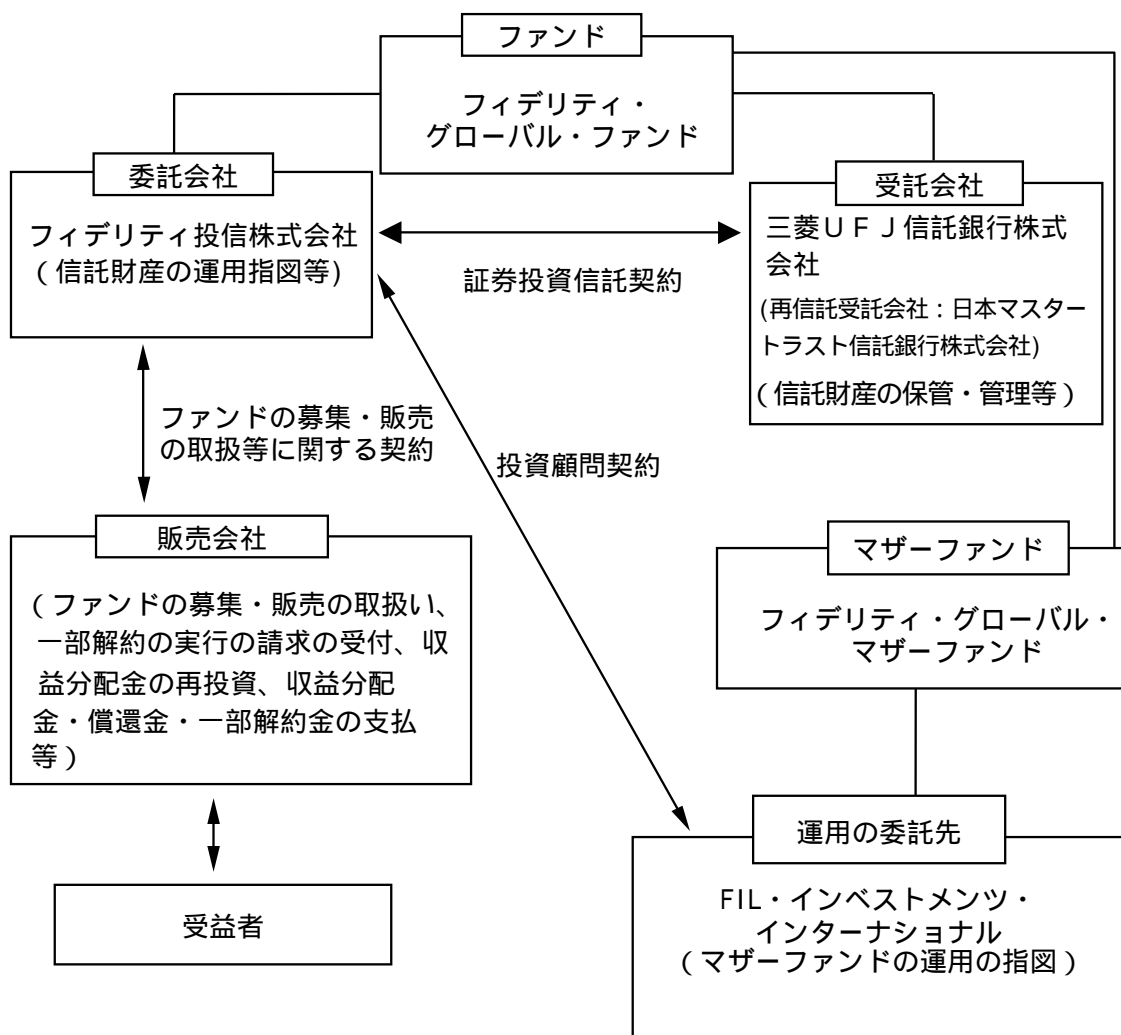 ファンド
フィデリティ・
グローバル・ファンド
委託会社
フィデリティ投信株式会社
（信託財産の運用指図等)
証券投資信託契約
受託会社
三菱ＵＦＪ信託銀行株式
会社
(再信託受託会社：日本マスター
トラスト信託銀行株式会社)
（信託財産の保管・管理等）
ファンドの募集・販売
の取扱等に関する契約
投資顧問契約
販売会社
（ファンドの募集・販売の取扱い、
一部解約の実行の請求の受付、収
益分配金の再投資、収益分配
金・償還金・一部解約金の支払
等）
マザーファンド
フィデリティ・グローバル・
マザーファンド
運用の委託先
FIL・インベストメンツ・
インターナショナル
（マザーファンドの運用の指図）
受益者